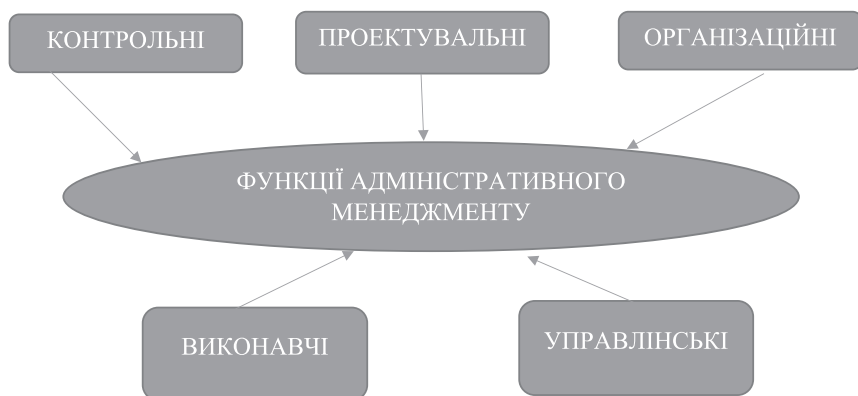 КОНТРОЛЬНІ
ПРОЕКТУВАЛЬНІ
ОРГАНІЗАЦІЙНІ
ФУНКЦІЇ АДМІНІСТРАТИВНОГО
МЕНЕДЖМЕНТУ
ВИКОНАВЧІ
УПРАВЛІНСЬКІ